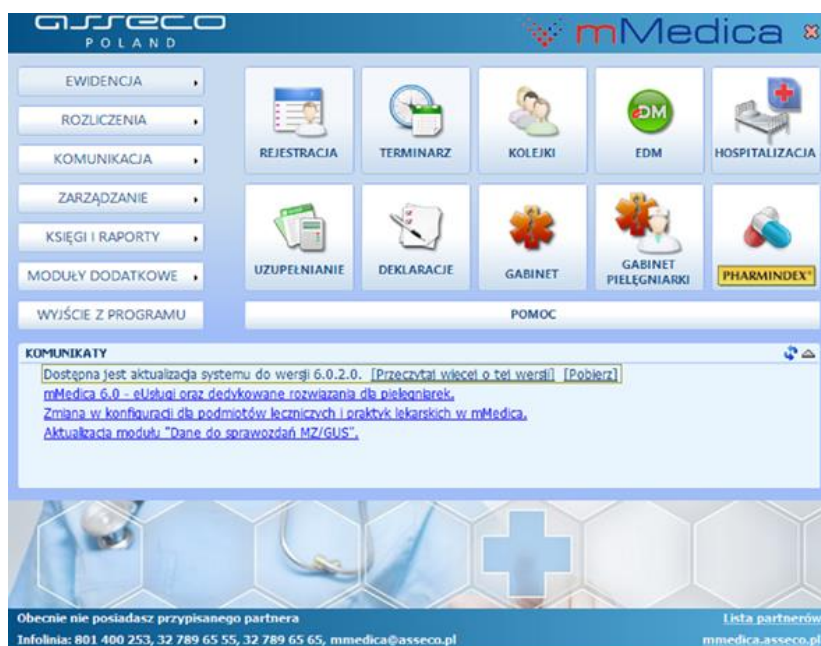 asseco
POLAND
mMedica
EWIDENCJA
ROZLICZENIA
KOMUNIKACJA
ZARZĄDZANIE
KSIĘGI I RAPORTY
MODUŁY DODATKOWE
WYJŚCIE Z PROGRAMU
REJESTRACJA
TERMINARZ
KOLEJKI
eDM
EDM
HOSPITALIZACJA
UZUPEŁNIANIE
DEKLARACJE
GABINET
GABINET
PIELĘGNIARKI
PHARMINDEX®
POMOC
KOMUNIKATY
Dostępna jest aktualizacja systemu do wersji 6.0.2.0. [Przeczytaj więcej o tej wersji] [Pobierz]
mMedica 6.0 - eUsługi oraz dedykowane rozwiązania dla pielęgniarek.
Zmiana w konfiguracji dla podmiotów leczniczych i praktyk lekarskich w mMedica.
Aktualizacja modułu "Dane do sprawozdań MZ/GUS".
Obecnie nie posiadasz przypisanego partnera
Lista partnerów
Infolinia: 801 400 253, 32 789 65 55, 32 789 65 65, mmedica@asseco.pl
mmedica.asseco.pl